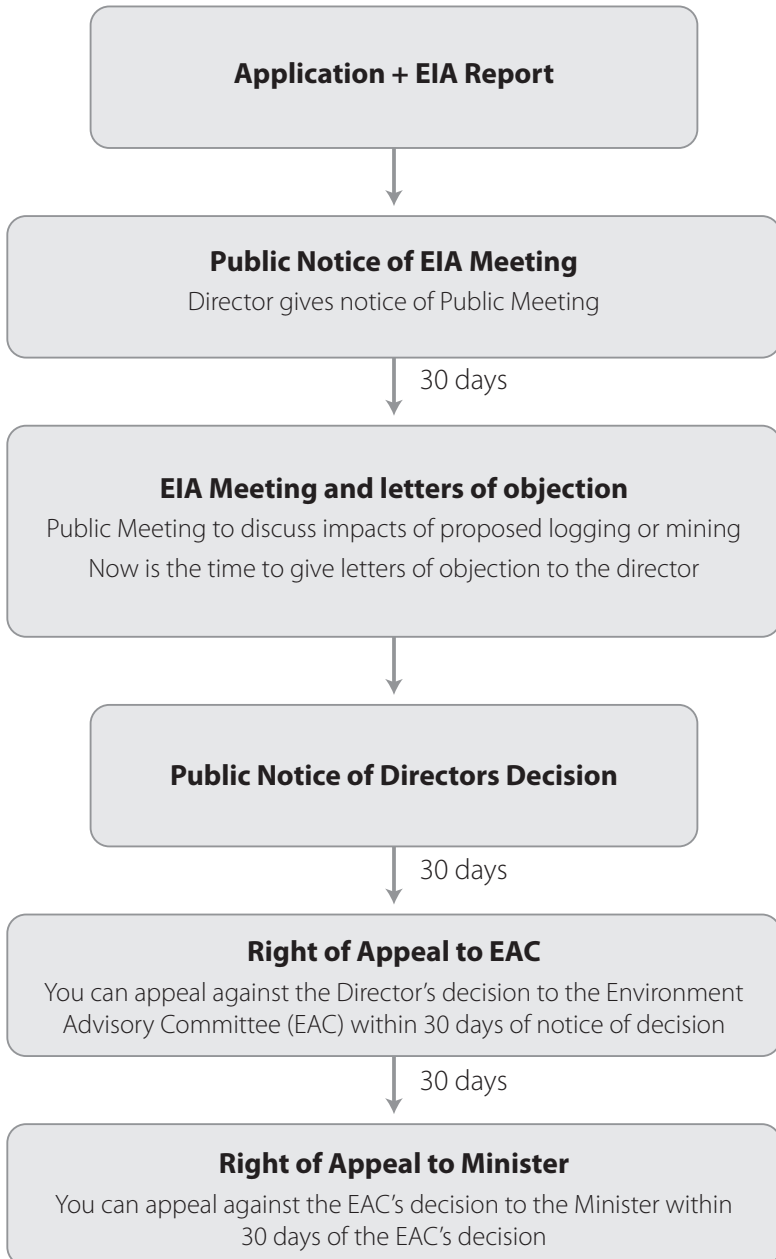 Application + EIA Report
Public Notice of EIA Meeting
Director gives notice of Public Meeting
30 days
EIA Meeting and letters of objection
Public Meeting to discuss impacts of proposed logging or mining
Now is the time to give letters of objection to the director
Public Notice of Directors Decision
30 days
Right of Appeal to EAC
You can appeal against the Director’s decision to the Environment
Advisory Committee (EAC) within 30 days of notice of decision
30 days
Right of Appeal to Minister
You can appeal against the EAC’s decision to the Minister within
30 days of the EAC’s decision